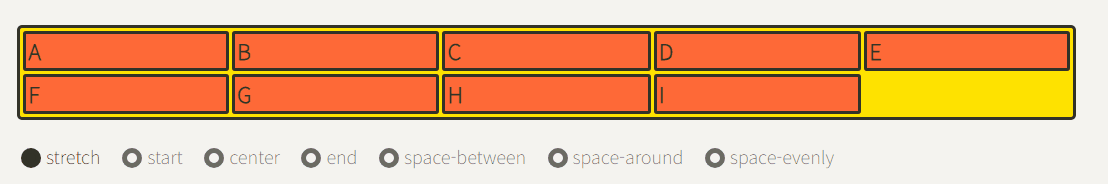 A B C D E
F G H I
stretch start center end space-between space-around space-evenly